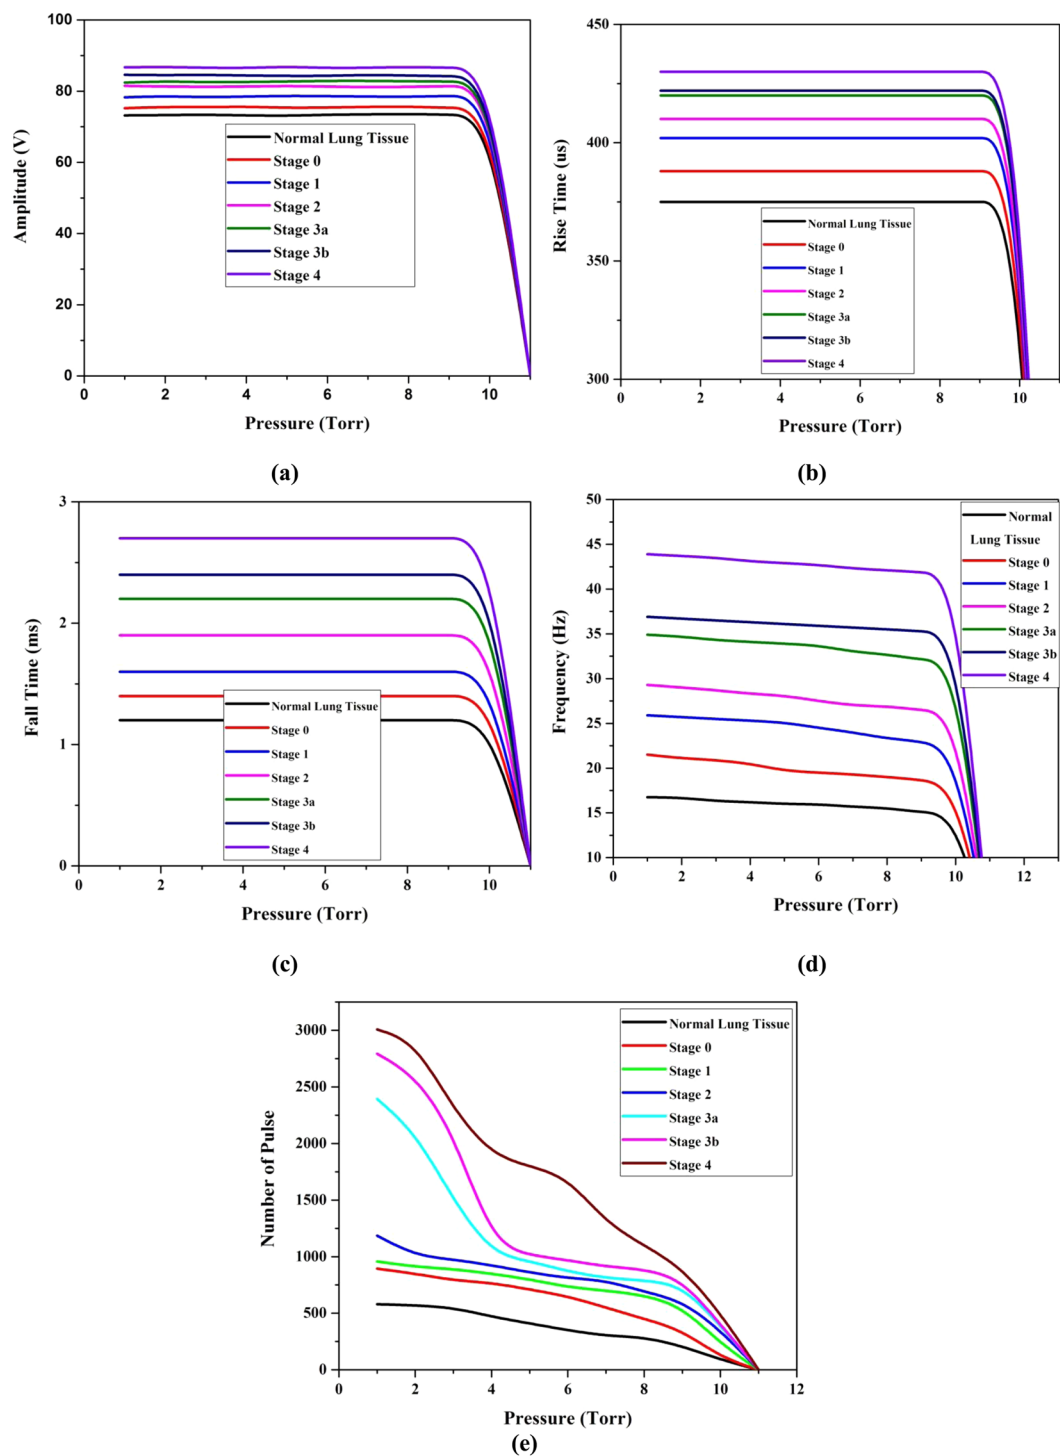 100
80
60
40
20
0
Amplitude (V)
Normal Lung Tissue
Stage 0
Stage 1
Stage 2
Stage 3a
Stage 3b
Stage 4
0 2 4 6 8 10
Pressure (Torr)
(a)
450
400
350
300
Rise Time (us)
Normal Lung Tissue
Stage 0
Stage 1
Stage 2
Stage 3a
Stage 3b
Stage 4
0 2 4 6 8 10
Pressure (Torr)
(b)
3
2
1
0
Fall Time (ms)
Normal Lung Tissue
Stage 0
Stage 1
Stage 2
Stage 3a
Stage 3b
Stage 4
0 2 4 6 8 10
Pressure (Torr)
(c)
50
45
40
35
30
25
20
15
10
Frequency (Hz)
Normal
Lung Tissue
Stage 0
Stage 1
Stage 2
Stage 3a
Stage 3b
Stage 4
0 2 4 6 8 10 12
Pressure (Torr)
(d)
3000
2500
2000
1500
1000
500
0
Number of Pulse
Normal Lung Tissue
Stage 0
Stage 1
Stage 2
Stage 3a
Stage 3b
Stage 4
0 2 4 6 8 10 12
Pressure (Torr)
(e)